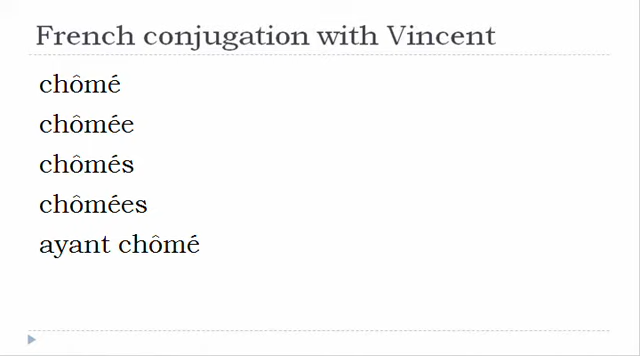 French conjugation with Vincent
chômé
chômée
chômés
chômées
ayant chômé